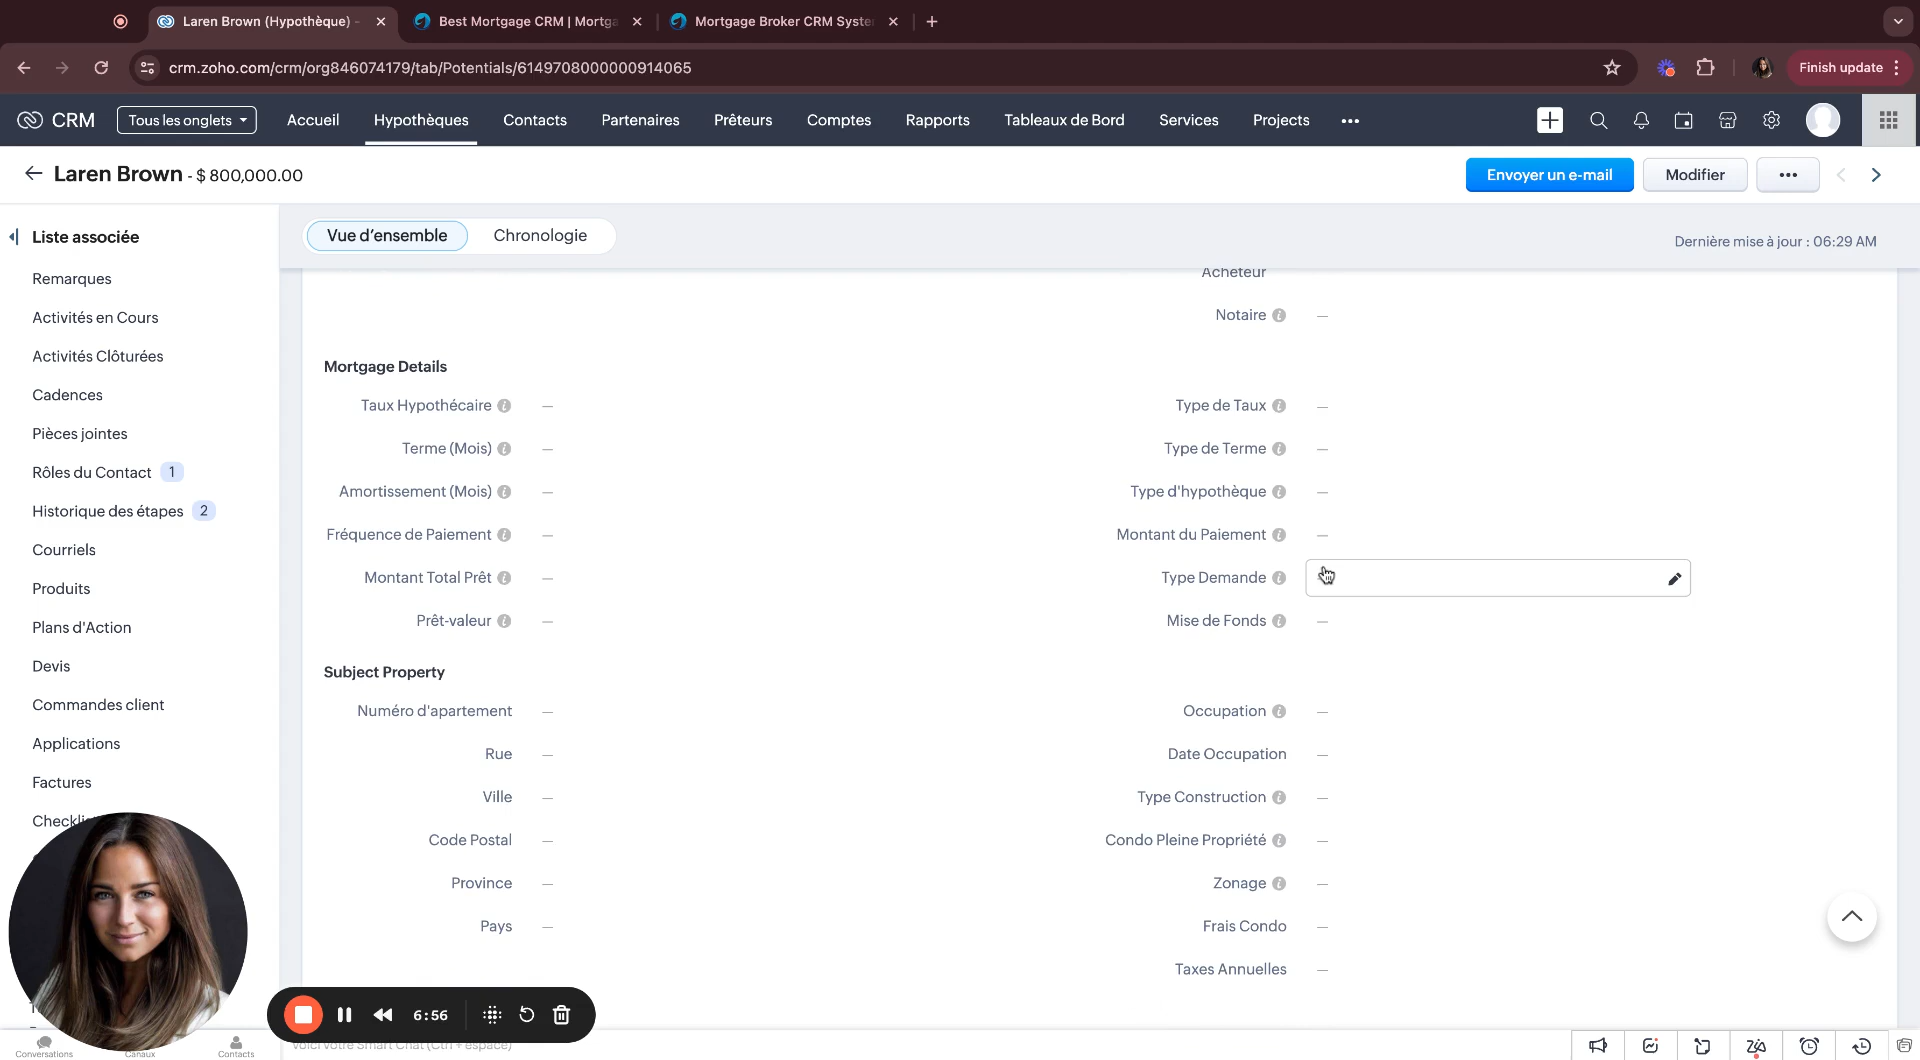 Laren Brown (Hypothèque) -
Best Mortgage CRM | Mortga
Mortgage Broker CRM Syste
crm.zoho.com/crm/org846074179/tab/Potentials/6149708000000914065
Finish update
CRM
Tous les onglets
Accueil
Hypothèques
Contacts
Partenaires
Prêteurs
Comptes
Rapports
Tableaux de Bord
Services
Projects
Laren Brown - $ 800,000.00
Envoyer un e-mail
Modifier
Liste associée
Vue d'ensemble
Chronologie
Dernière mise à jour : 06:29 AM
Remarques
Activités en Cours
Activités Clôturées
Cadences
Pièces jointes
Rôles du Contact 1
Historique des étapes 2
Courriels
Produits
Plans d'Action
Devis
Commandes client
Applications
Factures
Acheteur
Notaire —
Mortgage Details
Taux Hypothécaire —
Type de Taux —
Terme (Mois) —
Type de Terme —
Amortissement (Mois) —
Type d'hypothèque —
Fréquence de Paiement —
Montant du Paiement —
Montant Total Prêt —
Type Demande
Prêt-valeur —
Mise de Fonds —
Subject Property
Numéro d'apartement —
Occupation —
Rue —
Date Occupation —
Ville —
Type Construction —
Code Postal —
Condo Pleine Propriété —
Province —
Zonage —
Pays —
Frais Condo —
Taxes Annuelles —
6:56
Conversations
Canaux
Contacts
Voici votre Smart Chat (Ctrl + espace)